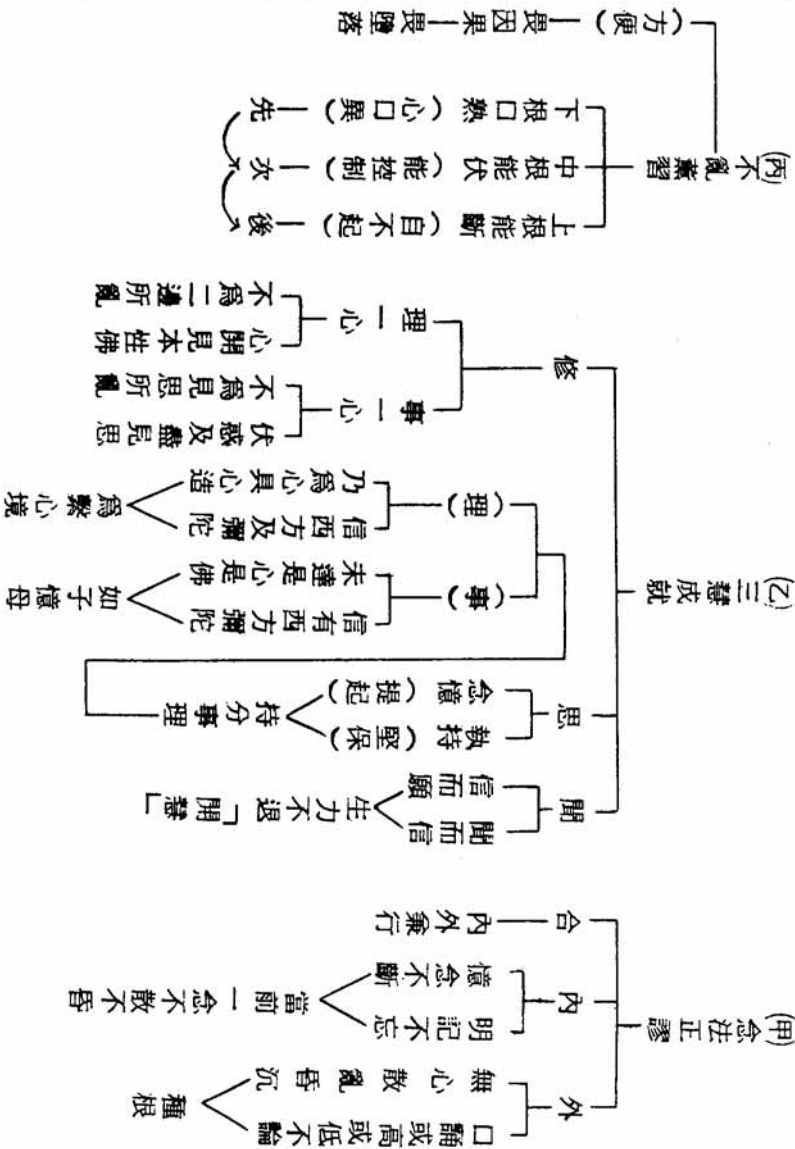 (甲)念法正謬
外
口誦或高或低不論
無心散亂昏沉
種根
內
明記不忘
憶念不斷
當前一念不散不昏
合
內外兼行
(乙)三慧成就
聞
聞而信
信而願
生力不退「開慧」
思
執持(堅保)
念憶(提起)
持分事理
(事)
信有西方彌陀
未達是心是佛
如子憶母
(理)
信西方及彌陀
乃為心具心造
為繫心境
修
事一心
伏惑及盡見思
不為見思所亂
理一心
心開見本性佛
不為二邊所亂
(丙)不亂薰習
上根能斷(自不起)—後
中根能伏(能控制)—次
下根口熟(心口異)—先
(方便)—畏因果—畏墮落